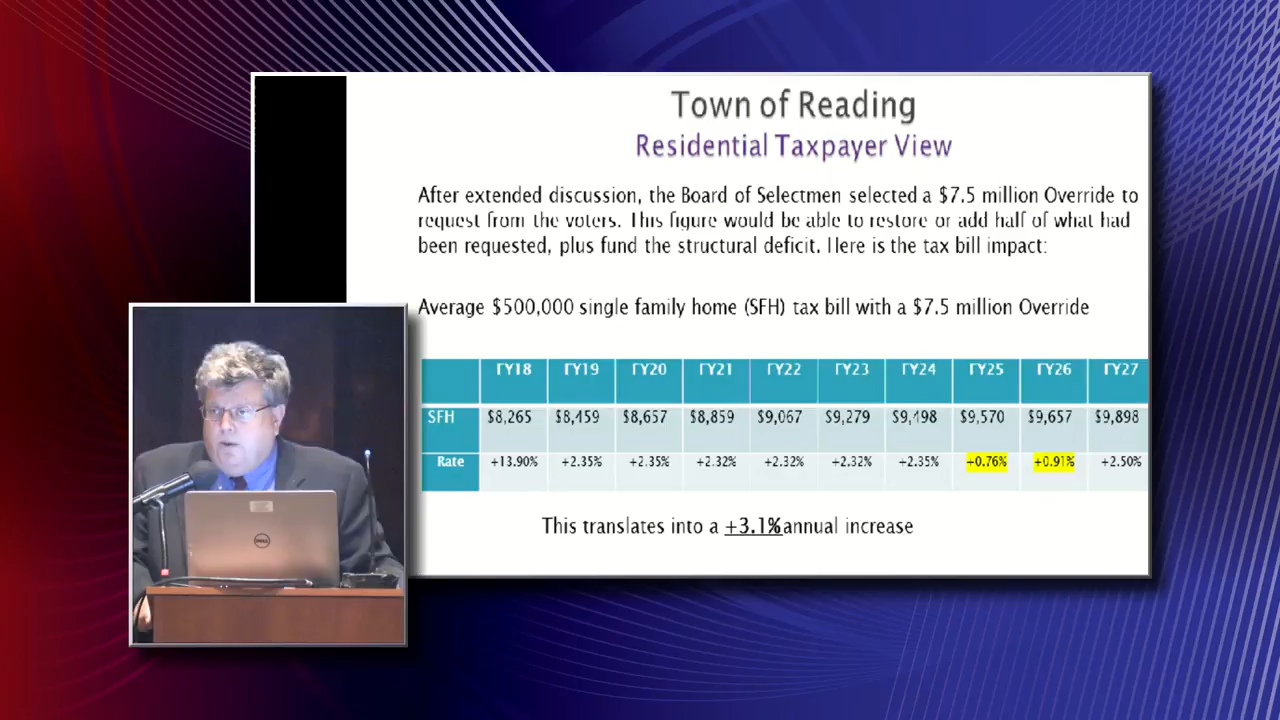 Town of Reading
Residential Taxpayer View
After extended discussion, the Board of Selectmen selected a $7.5 million Override to
request from the voters. This figure would be able to restore or add half of what had
been requested, plus fund the structural deficit. Here is the tax bill impact:
Average $500,000 single family home (SFH) tax bill with a $7.5 million Override
FY18 FY19 FY20 FY21 FY22 FY23 FY24 FY25 FY26 FY27
SFH $8,265 $8,459 $8,657 $8,859 $9,067 $9,279 $9,498 $9,570 $9,657 $9,898
Rate +13.90% +2.35% +2.35% +2.32% +2.32% +2.32% +2.35% +0.76% +0.91% +2.50%
This translates into a +3.1%annual increase
DELL